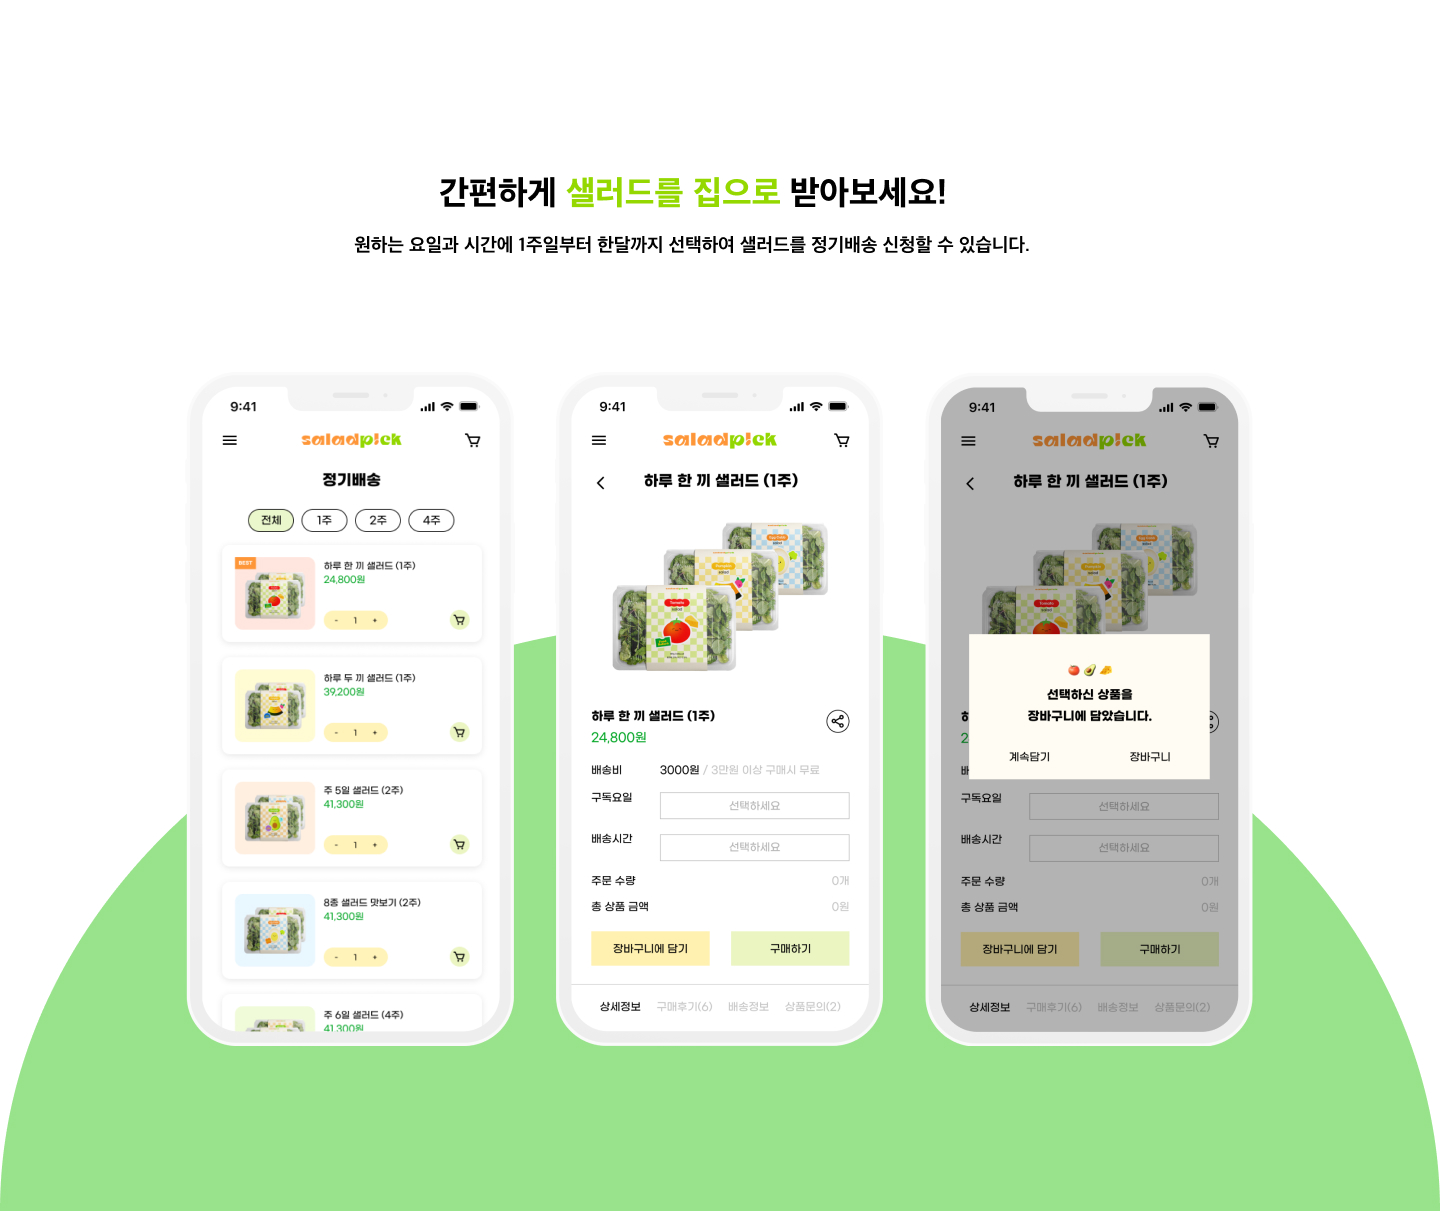 간편하게 샐러드를 집으로 받아보세요!
원하는 요일과 시간에 1주일부터 한달까지 선택하여 샐러드를 정기배송 신청할 수 있습니다.
9:41
saladpick
정기배송
전체 1주 2주 4주
BEST
하루 한 끼 샐러드 (1주)
24,800원
- 1 +
하루 두 끼 샐러드 (1주)
39,200원
- 1 +
주 5일 샐러드 (2주)
41,300원
- 1 +
8종 샐러드 맛보기 (2주)
41,300원
- 1 +
주 6일 샐러드 (4주)
41,300원
9:41
saladpick
하루 한 끼 샐러드 (1주)
Tomato
salad
하루 한 끼 샐러드 (1주)
24,800원
배송비 3000원 / 3만원 이상 구매시 무료
구독요일 선택하세요
배송시간 선택하세요
주문 수량 0개
총 상품 금액 0원
장바구니에 담기 구매하기
상세정보 구매후기(6) 배송정보 상품문의(2)
9:41
saladpick
하루 한 끼 샐러드 (1주)
Tomato
선택하신 상품을
장바구니에 담았습니다.
계속담기 장바구니
구독요일 선택하세요
배송시간 선택하세요
주문 수량 0개
총 상품 금액 0원
장바구니에 담기 구매하기
상세정보 구매후기(6) 배송정보 상품문의(2)